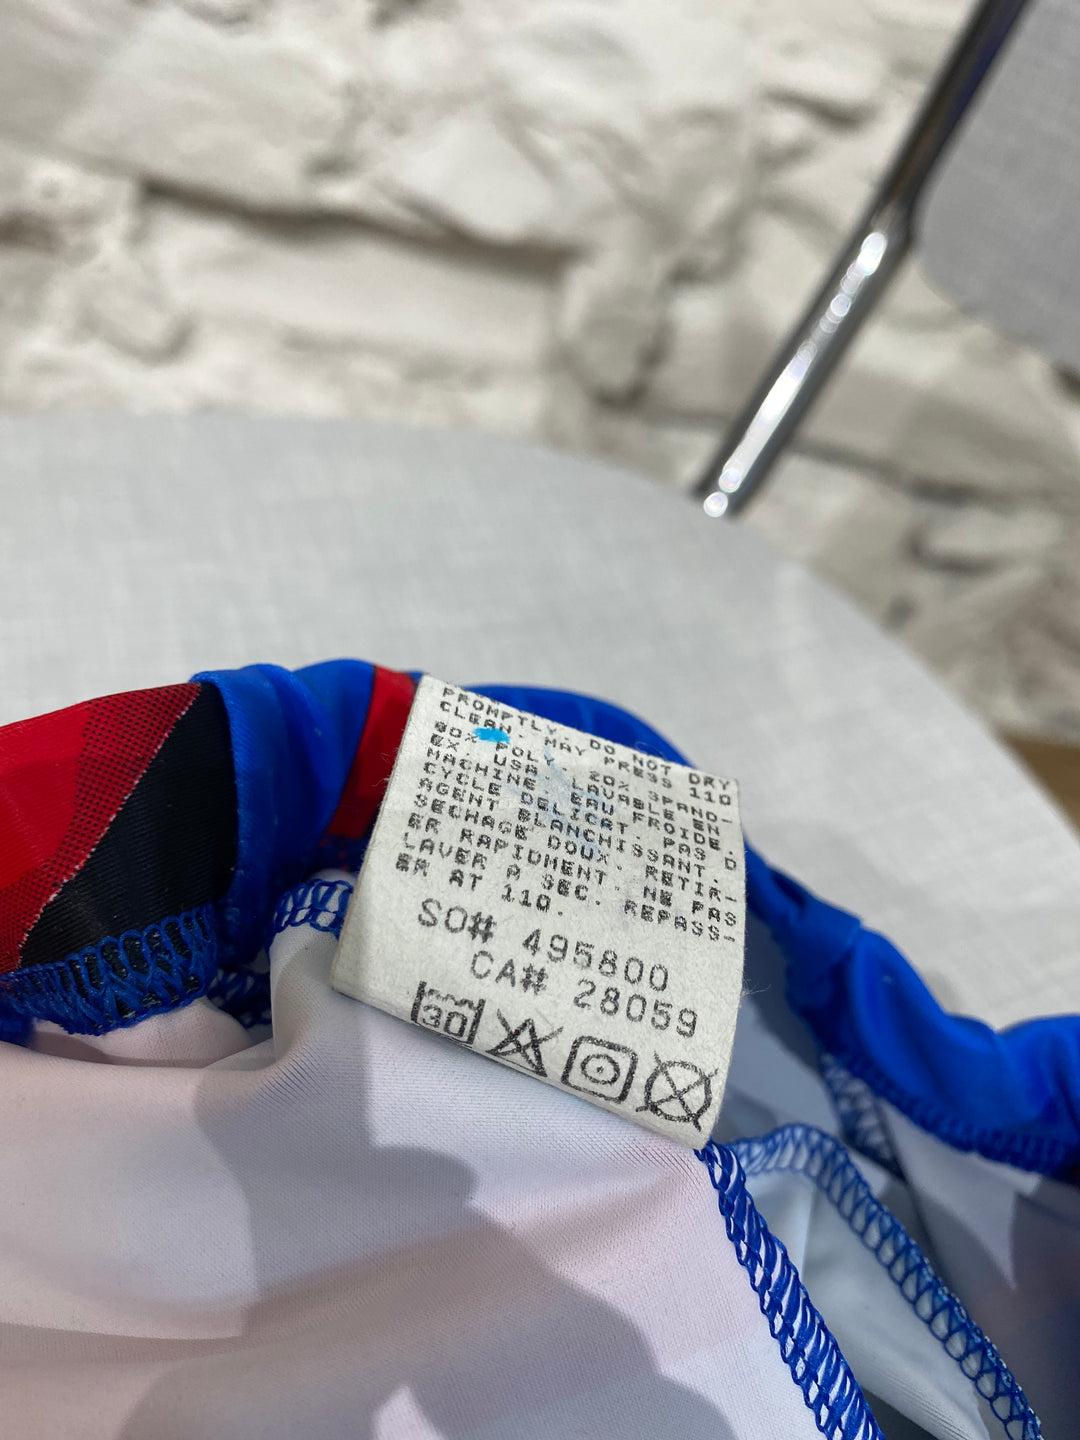 PROMPTLY. DO NOT DRY
CLEAN. MAY PRESS 110
80% POLY. 20% SPAND-
EX. USA. LAVABLE EN
MACHINE. EAU FROIDE.
CYCLE DELICAT. PAS D
AGENT BLANCHISSANT.
SECHAGE DOUX. RETIR-
ER RAPIDMENT. NE PAS
LAVER A SEC. REPASS-
ER AT 110.
SO# 495800
CA# 28059
30